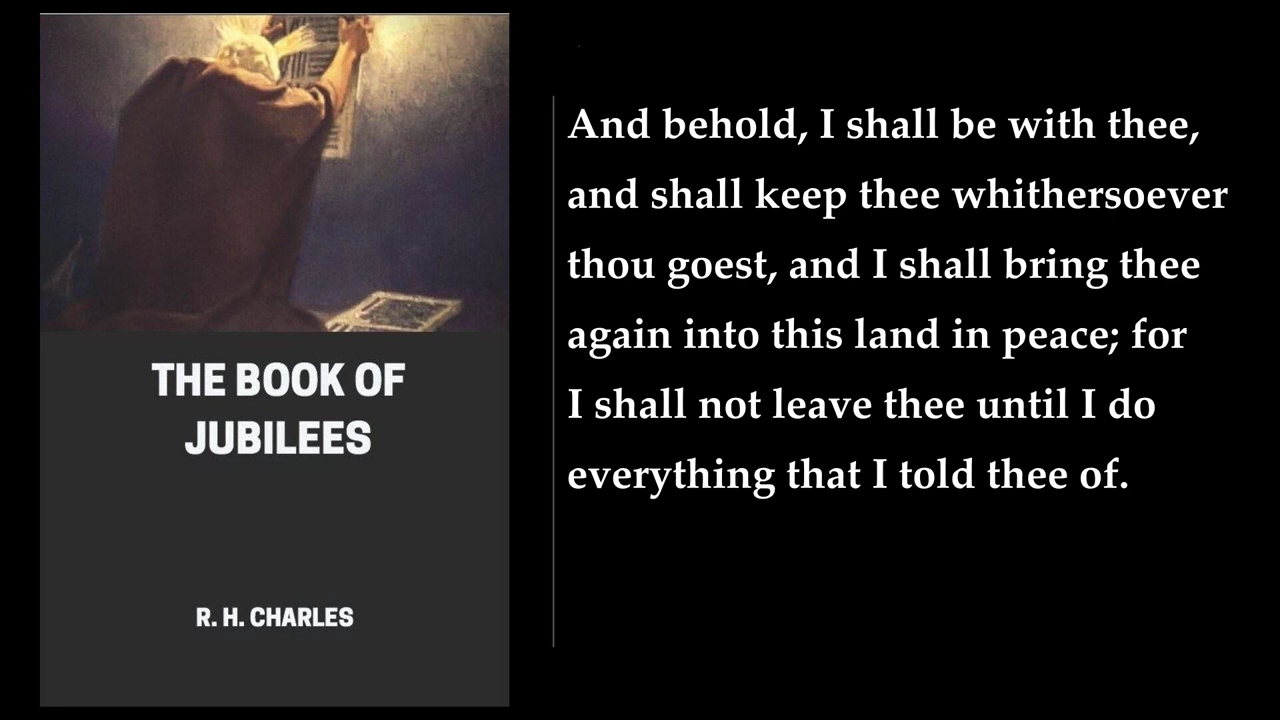 THE BOOK OF
JUBILEES
R. H. CHARLES
And behold, I shall be with thee,
and shall keep thee whithersoever
thou goest, and I shall bring thee
again into this land in peace; for
I shall not leave thee until I do
everything that I told thee of.